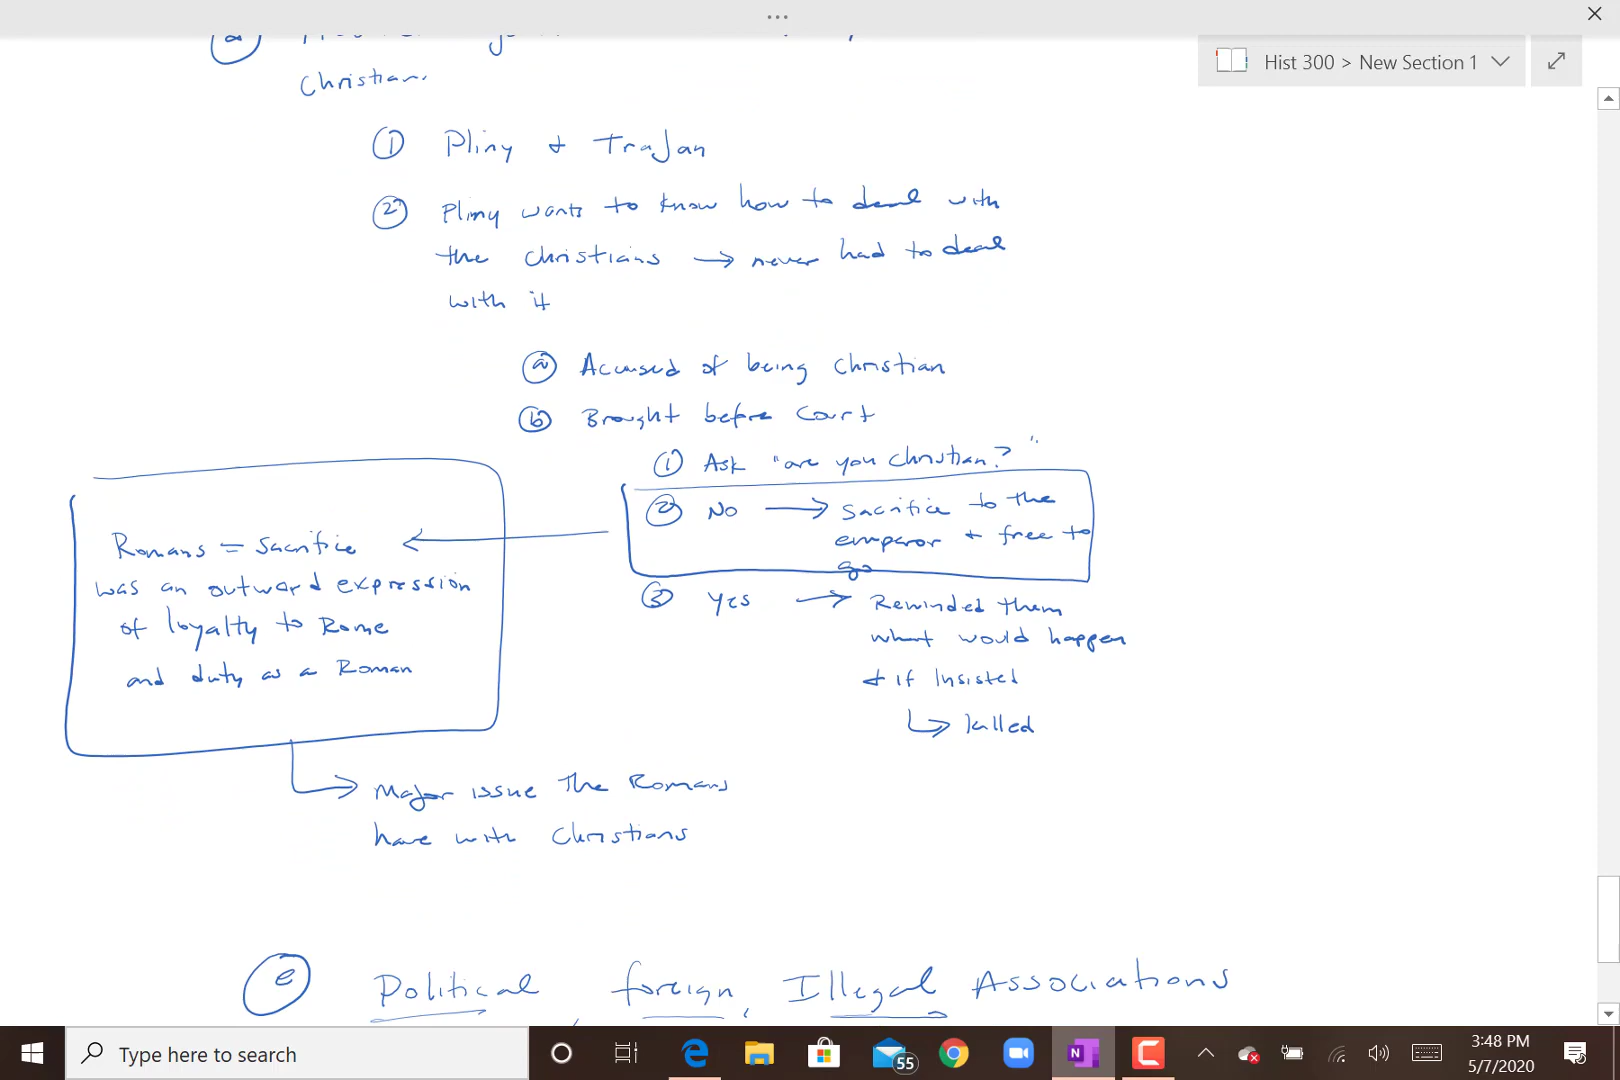 Hist 300 > New Section 1
Christians
① Pliny & Trajan
② Pliny wants to know how to deal with
the Christians → never had to deal
with it
ⓐ Accused of being Christian
ⓑ Brought before court
① Ask "are you Christian?"
② No → Sacrifice to the
emperor + free to
go
Romans = Sacrifice
was an outward expression
of loyalty to Rome
and duty as a Roman
③ Yes → Reminded them
what would happen
+ if Insisted
↳ killed
Major issue the Romans
have with Christians
ⓔ Political, foreign, Illegal Associations
Type here to search
55
3:48 PM
5/7/2020